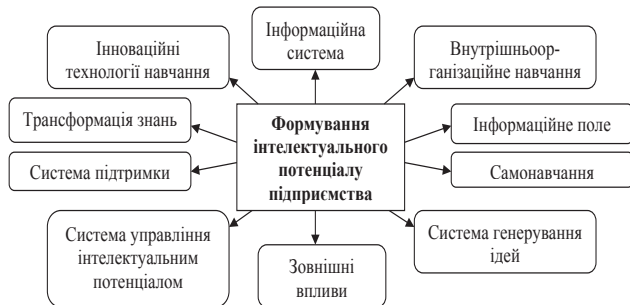 Інформаційна
система
Інноваційні
технології навчання
Внутрішньоор-
ганізаційне навчання
Трансформація знань
Формування
інтелектуального
потенціалу
підприємства
Інформаційне поле
Система підтримки
Самонавчання
Система управління
інтелектуальним
потенціалом
Зовнішні
впливи
Система генерування
ідей